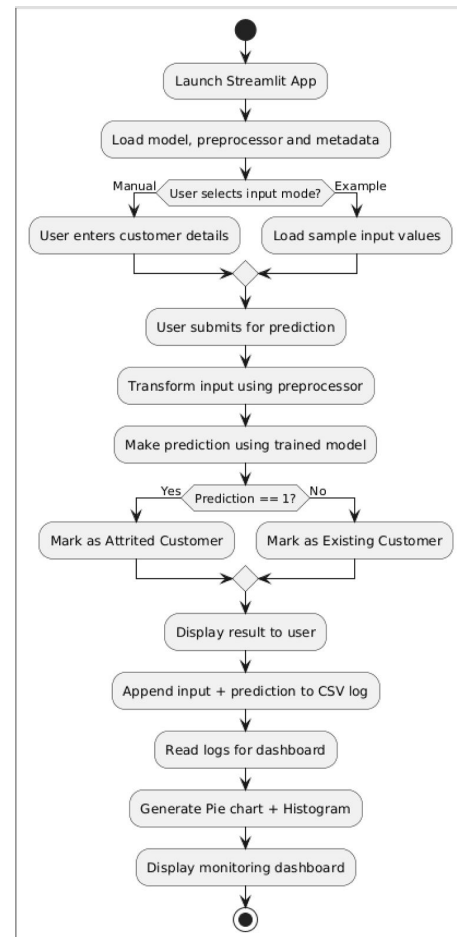 Launch Streamlit App
Load model, preprocessor and metadata
Manual
User selects input mode?
Example
User enters customer details
Load sample input values
User submits for prediction
Transform input using preprocessor
Make prediction using trained model
Yes
Prediction == 1?
No
Mark as Attrited Customer
Mark as Existing Customer
Display result to user
Append input + prediction to CSV log
Read logs for dashboard
Generate Pie chart + Histogram
Display monitoring dashboard